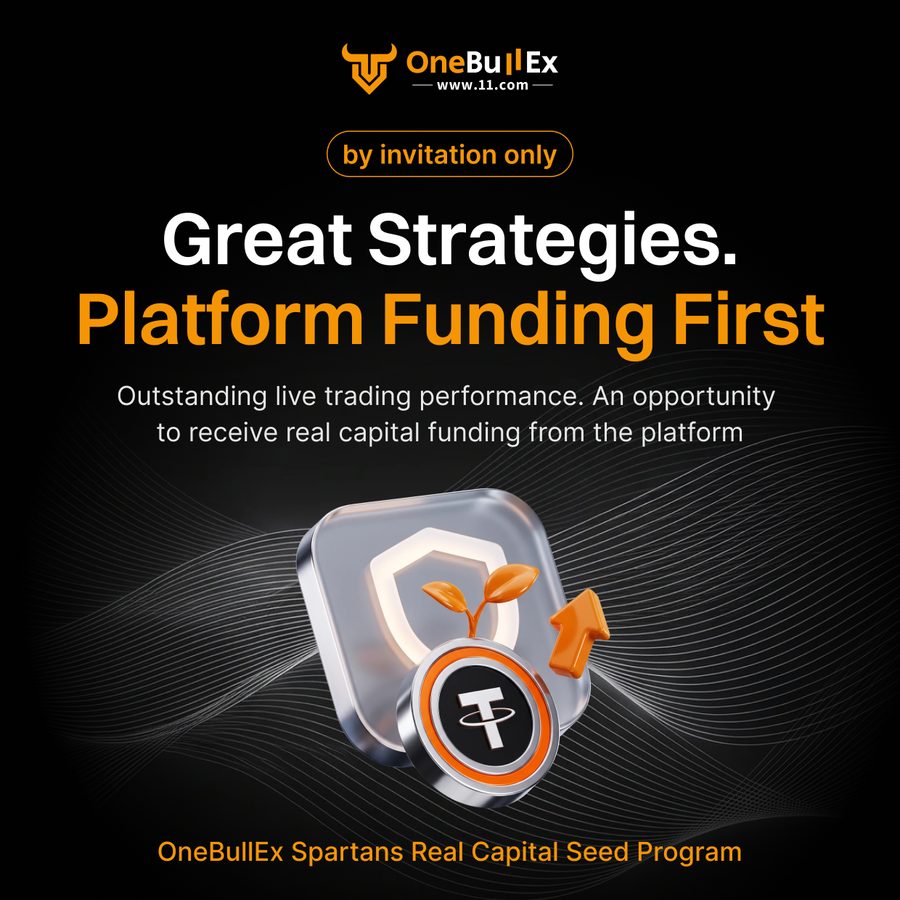 OneBullEx
www.11.com
by invitation only
Great Strategies.
Platform Funding First
Outstanding live trading performance. An opportunity
to receive real capital funding from the platform
OneBullEx Spartans Real Capital Seed Program